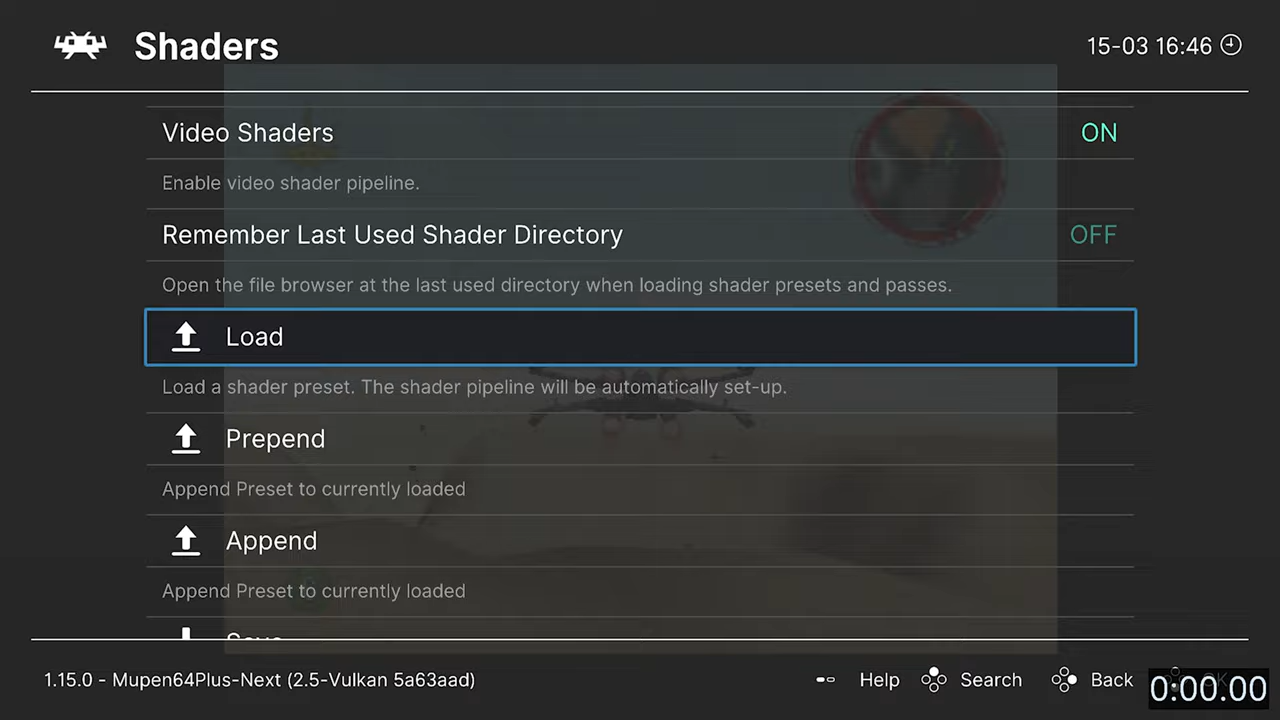 Shaders
15-03 16:46
Video Shaders ON
Enable video shader pipeline.
Remember Last Used Shader Directory OFF
Open the file browser at the last used directory when loading shader presets and passes.
Load
Load a shader preset. The shader pipeline will be automatically set-up.
Prepend
Append Preset to currently loaded
Append
Append Preset to currently loaded
Save
1.15.0 - Mupen64Plus-Next (2.5-Vulkan 5a63aad) Help Search Back OK
0:00.00